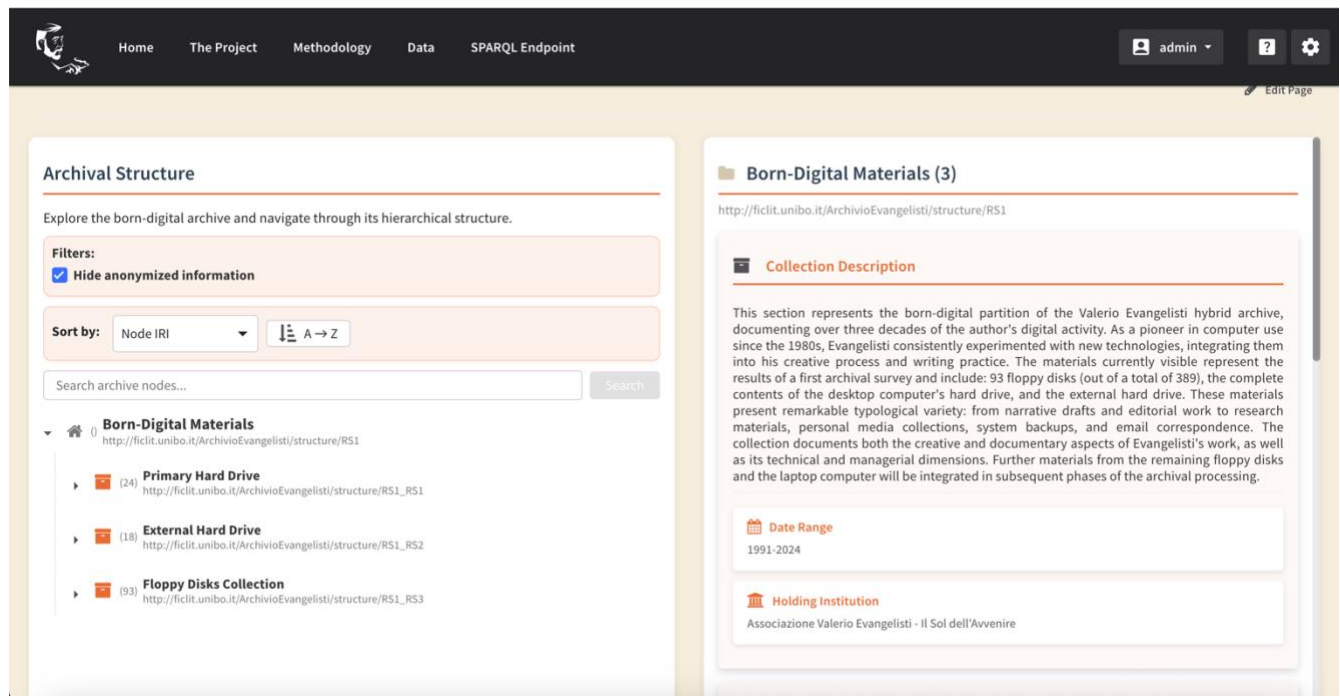 Home The Project Methodology Data SPARQL Endpoint admin ?
Edit Page
Archival Structure
Explore the born-digital archive and navigate through its hierarchical structure.
Filters:
Hide anonymized information
Sort by: Node IRI A → Z
Search archive nodes... Search
() Born-Digital Materials
http://ficlit.unibo.it/ArchivioEvangelisti/structure/RS1
(24) Primary Hard Drive
http://ficlit.unibo.it/ArchivioEvangelisti/structure/RS1_RS1
(18) External Hard Drive
http://ficlit.unibo.it/ArchivioEvangelisti/structure/RS1_RS2
(93) Floppy Disks Collection
http://ficlit.unibo.it/ArchivioEvangelisti/structure/RS1_RS3
Born-Digital Materials (3)
http://ficlit.unibo.it/ArchivioEvangelisti/structure/RS1
Collection Description
This section represents the born-digital partition of the Valerio Evangelisti hybrid archive,
documenting over three decades of the author's digital activity. As a pioneer in computer use
since the 1980s, Evangelisti consistently experimented with new technologies, integrating them
into his creative process and writing practice. The materials currently visible represent the
results of a first archival survey and include: 93 floppy disks (out of a total of 389), the complete
contents of the desktop computer's hard drive, and the external hard drive. These materials
present remarkable typological variety: from narrative drafts and editorial work to research
materials, personal media collections, system backups, and email correspondence. The
collection documents both the creative and documentary aspects of Evangelisti's work, as well
as its technical and managerial dimensions. Further materials from the remaining floppy disks
and the laptop computer will be integrated in subsequent phases of the archival processing.
Date Range
1991-2024
Holding Institution
Associazione Valerio Evangelisti - Il Sol dell'Avvenire